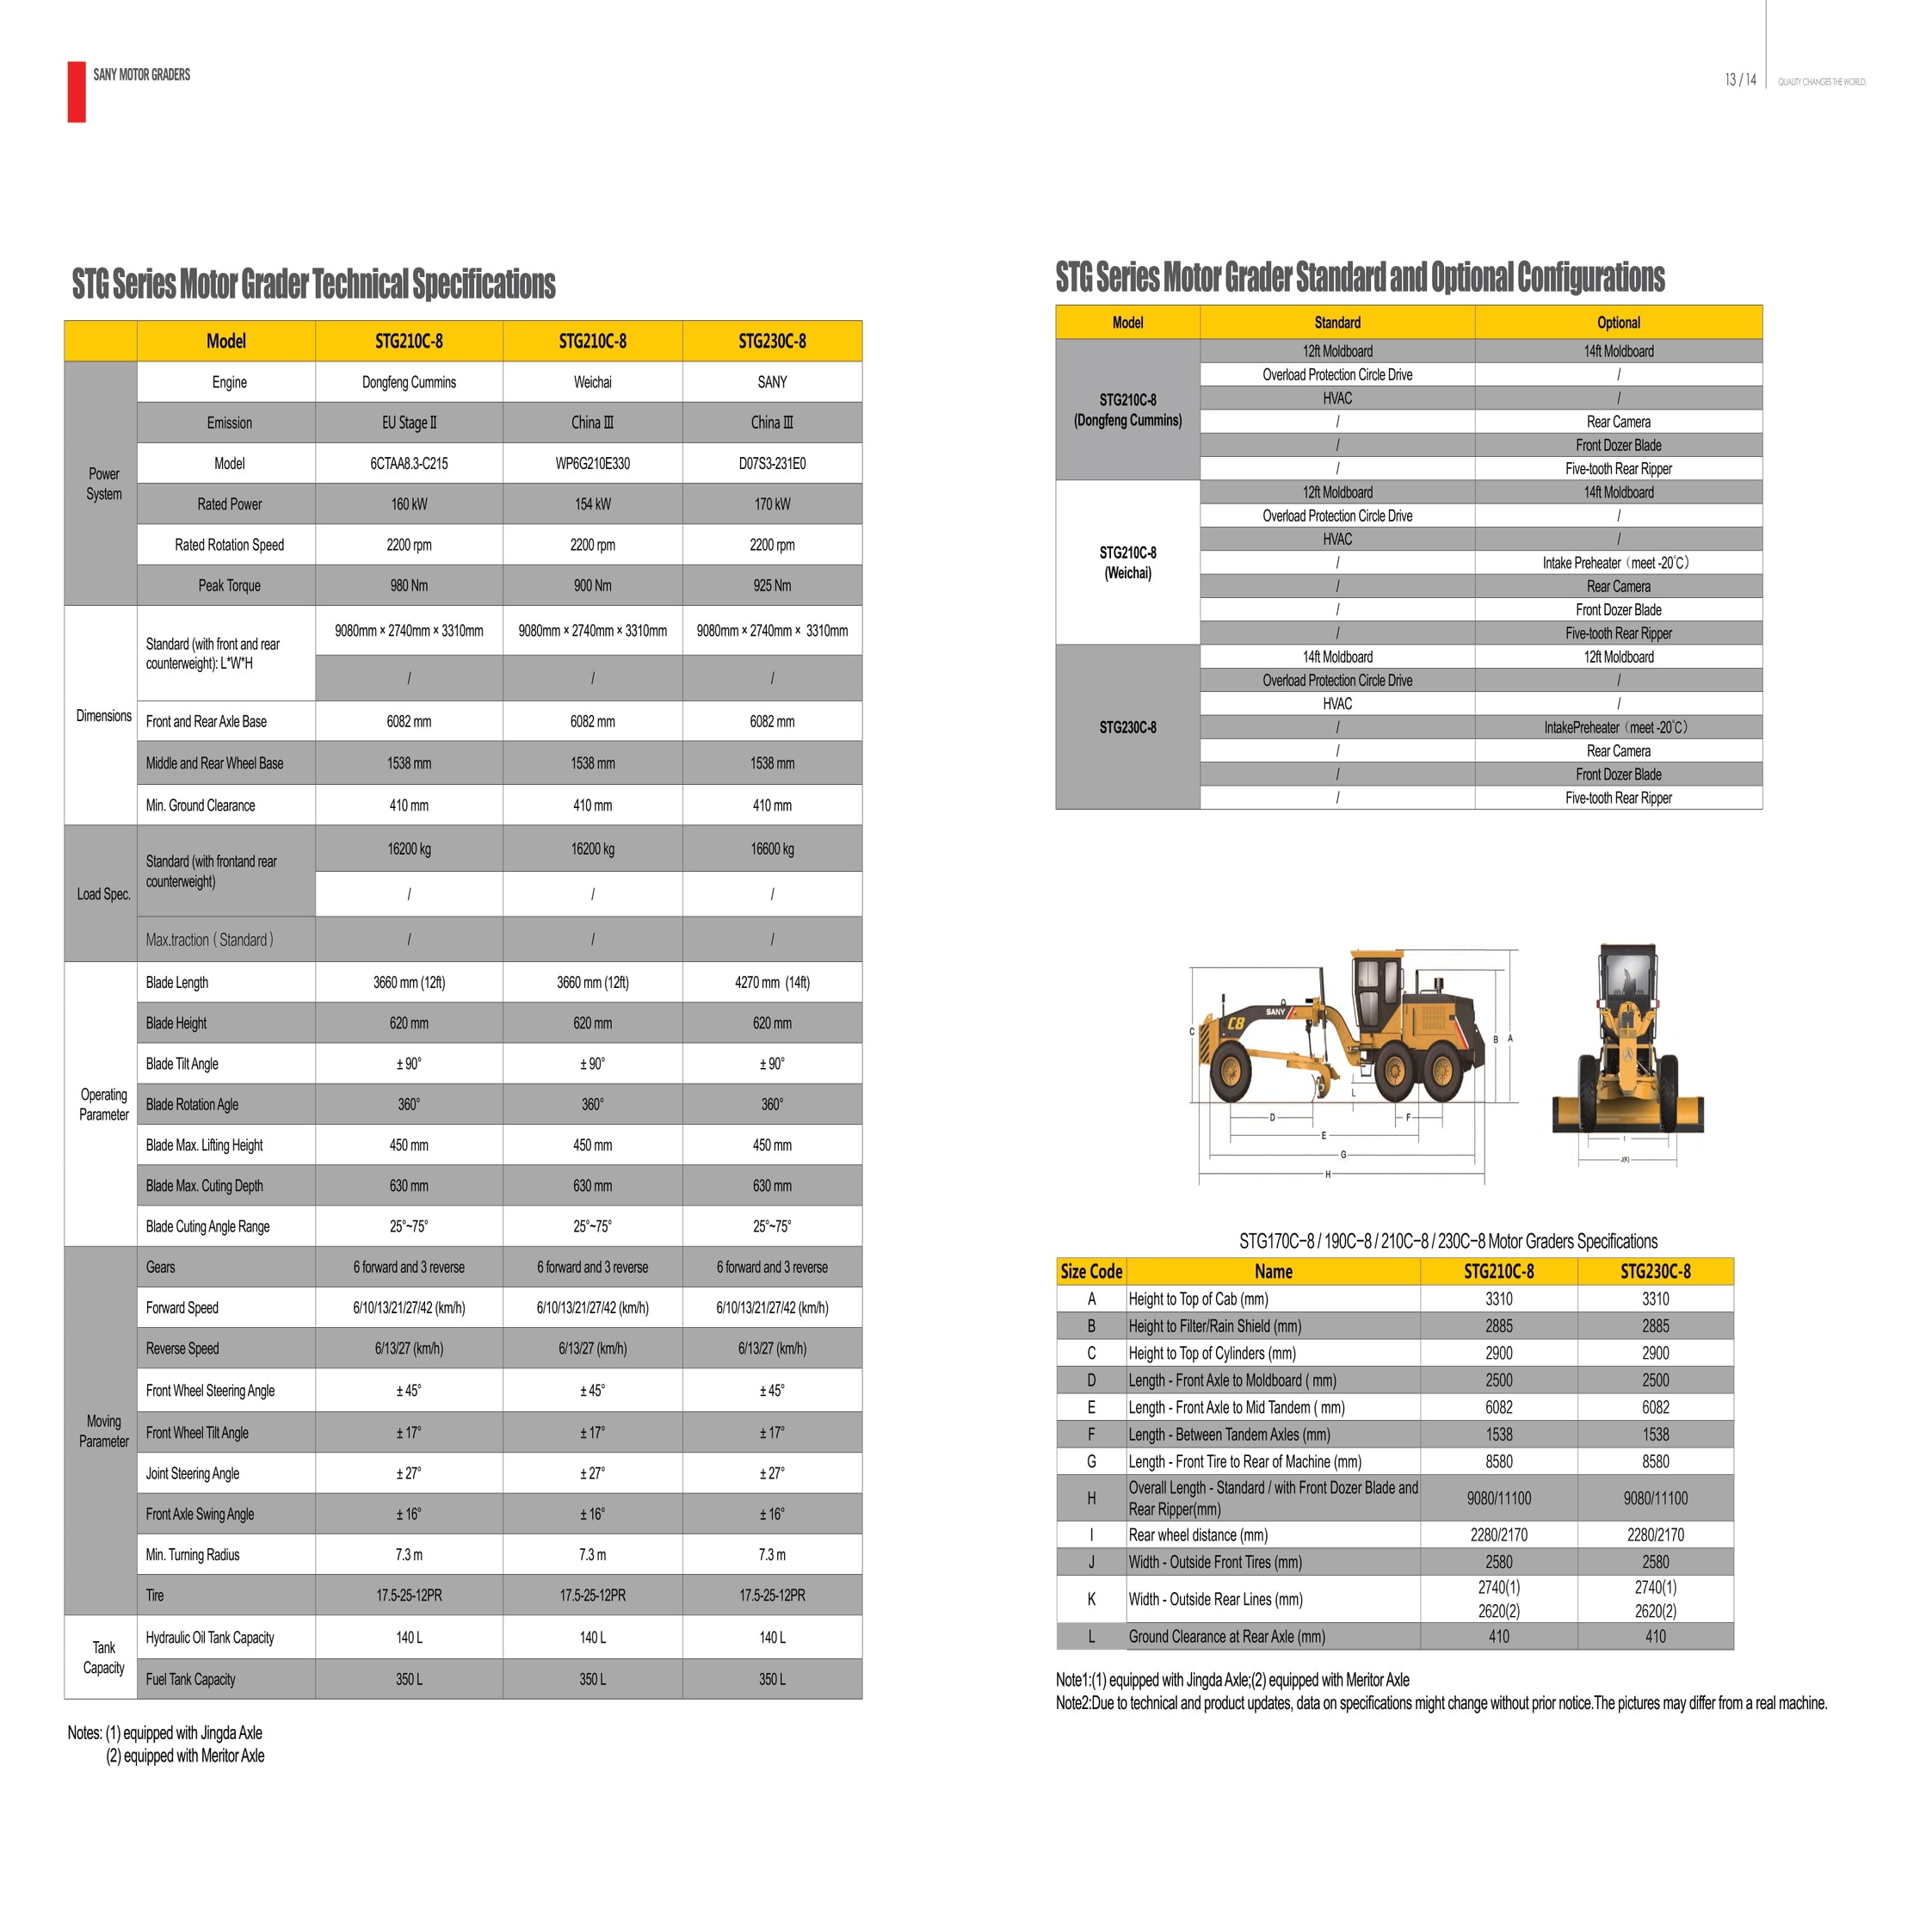 SANY MOTOR GRADERS
13 / 14
QUALITY CHANGES THE WORLD.
STG Series Motor Grader Technical Specifications
Model STG210C-8 STG210C-8 STG230C-8
Power System
Engine Dongfeng Cummins Weichai SANY
Emission EU Stage Ⅱ China Ⅲ China Ⅲ
Model 6CTAA8.3-C215 WP6G210E330 D07S3-231E0
Rated Power 160 kW 154 kW 170 kW
Rated Rotation Speed 2200 rpm 2200 rpm 2200 rpm
Peak Torque 980 Nm 900 Nm 925 Nm
Dimensions
Standard (with front and rear
counterweight): L*W*H
9080mm × 2740mm × 3310mm 9080mm × 2740mm × 3310mm 9080mm × 2740mm × 3310mm
/ / /
Front and Rear Axle Base 6082 mm 6082 mm 6082 mm
Middle and Rear Wheel Base 1538 mm 1538 mm 1538 mm
Min. Ground Clearance 410 mm 410 mm 410 mm
Load Spec.
Standard (with frontand rear
counterweight)
16200 kg 16200 kg 16600 kg
/ / /
Max.traction ( Standard ) / / /
Operating
Parameter
Blade Length 3660 mm (12ft) 3660 mm (12ft) 4270 mm (14ft)
Blade Height 620 mm 620 mm 620 mm
Blade Tilt Angle ± 90° ± 90° ± 90°
Blade Rotation Agle 360° 360° 360°
Blade Max. Lifting Height 450 mm 450 mm 450 mm
Blade Max. Cuting Depth 630 mm 630 mm 630 mm
Blade Cuting Angle Range 25°~75° 25°~75° 25°~75°
Moving
Parameter
Gears 6 forward and 3 reverse 6 forward and 3 reverse 6 forward and 3 reverse
Forward Speed 6/10/13/21/27/42 (km/h) 6/10/13/21/27/42 (km/h) 6/10/13/21/27/42 (km/h)
Reverse Speed 6/13/27 (km/h) 6/13/27 (km/h) 6/13/27 (km/h)
Front Wheel Steering Angle ± 45° ± 45° ± 45°
Front Wheel Tilt Angle ± 17° ± 17° ± 17°
Joint Steering Angle ± 27° ± 27° ± 27°
Front Axle Swing Angle ± 16° ± 16° ± 16°
Min. Turning Radius 7.3 m 7.3 m 7.3 m
Tire 17.5-25-12PR 17.5-25-12PR 17.5-25-12PR
Tank
Capacity
Hydraulic Oil Tank Capacity 140 L 140 L 140 L
Fuel Tank Capacity 350 L 350 L 350 L
Notes: (1) equipped with Jingda Axle
(2) equipped with Meritor Axle
STG Series Motor Grader Standard and Optional Configurations
Model Standard Optional
STG210C-8
(Dongfeng Cummins)
12ft Moldboard 14ft Moldboard
Overload Protection Circle Drive /
HVAC /
/ Rear Camera
/ Front Dozer Blade
/ Five-tooth Rear Ripper
STG210C-8
(Weichai)
12ft Moldboard 14ft Moldboard
Overload Protection Circle Drive /
HVAC /
/ Intake Preheater（meet -20℃）
/ Rear Camera
/ Front Dozer Blade
/ Five-tooth Rear Ripper
STG230C-8
14ft Moldboard 12ft Moldboard
Overload Protection Circle Drive /
HVAC /
/ IntakePreheater（meet -20℃）
/ Rear Camera
/ Front Dozer Blade
/ Five-tooth Rear Ripper
C
C8
SANY
B A
L
D
F
E
G
H
I
J(K)
STG170C-8 / 190C-8 / 210C-8 / 230C-8 Motor Graders Specifications
Size Code Name STG210C-8 STG230C-8
A Height to Top of Cab (mm) 3310 3310
B Height to Filter/Rain Shield (mm) 2885 2885
C Height to Top of Cylinders (mm) 2900 2900
D Length - Front Axle to Moldboard ( mm) 2500 2500
E Length - Front Axle to Mid Tandem ( mm) 6082 6082
F Length - Between Tandem Axles (mm) 1538 1538
G Length - Front Tire to Rear of Machine (mm) 8580 8580
H Overall Length - Standard / with Front Dozer Blade and
Rear Ripper(mm) 9080/11100 9080/11100
I Rear wheel distance (mm) 2280/2170 2280/2170
J Width - Outside Front Tires (mm) 2580 2580
K Width - Outside Rear Lines (mm) 2740(1) 2740(1)
2620(2) 2620(2)
L Ground Clearance at Rear Axle (mm) 410 410
Note1:(1) equipped with Jingda Axle;(2) equipped with Meritor Axle
Note2:Due to technical and product updates, data on specifications might change without prior notice.The pictures may differ from a real machine.